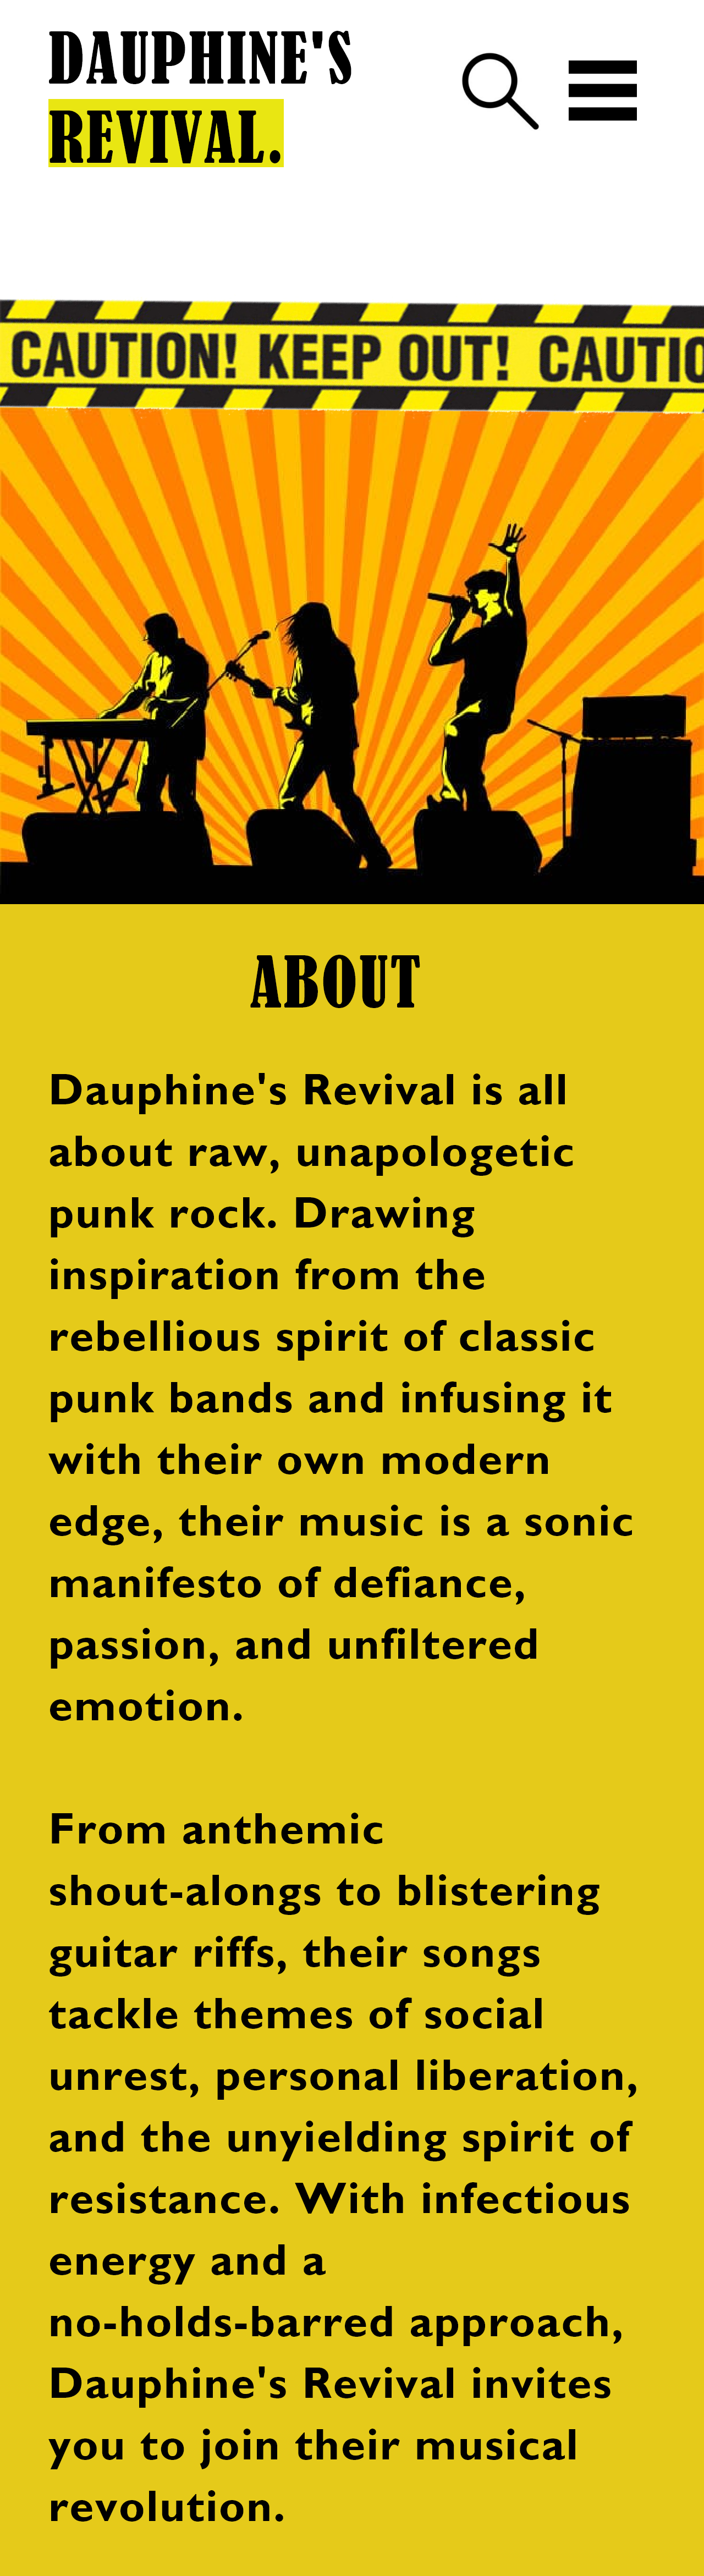 DAUPHINE'S
REVIVAL.
CAUTION! KEEP OUT! CAUTIO
ABOUT
Dauphine's Revival is all
about raw, unapologetic
punk rock. Drawing
inspiration from the
rebellious spirit of classic
punk bands and infusing it
with their own modern
edge, their music is a sonic
manifesto of defiance,
passion, and unfiltered
emotion.
From anthemic
shout-alongs to blistering
guitar riffs, their songs
tackle themes of social
unrest, personal liberation,
and the unyielding spirit of
resistance. With infectious
energy and a
no-holds-barred approach,
Dauphine's Revival invites
you to join their musical
revolution.